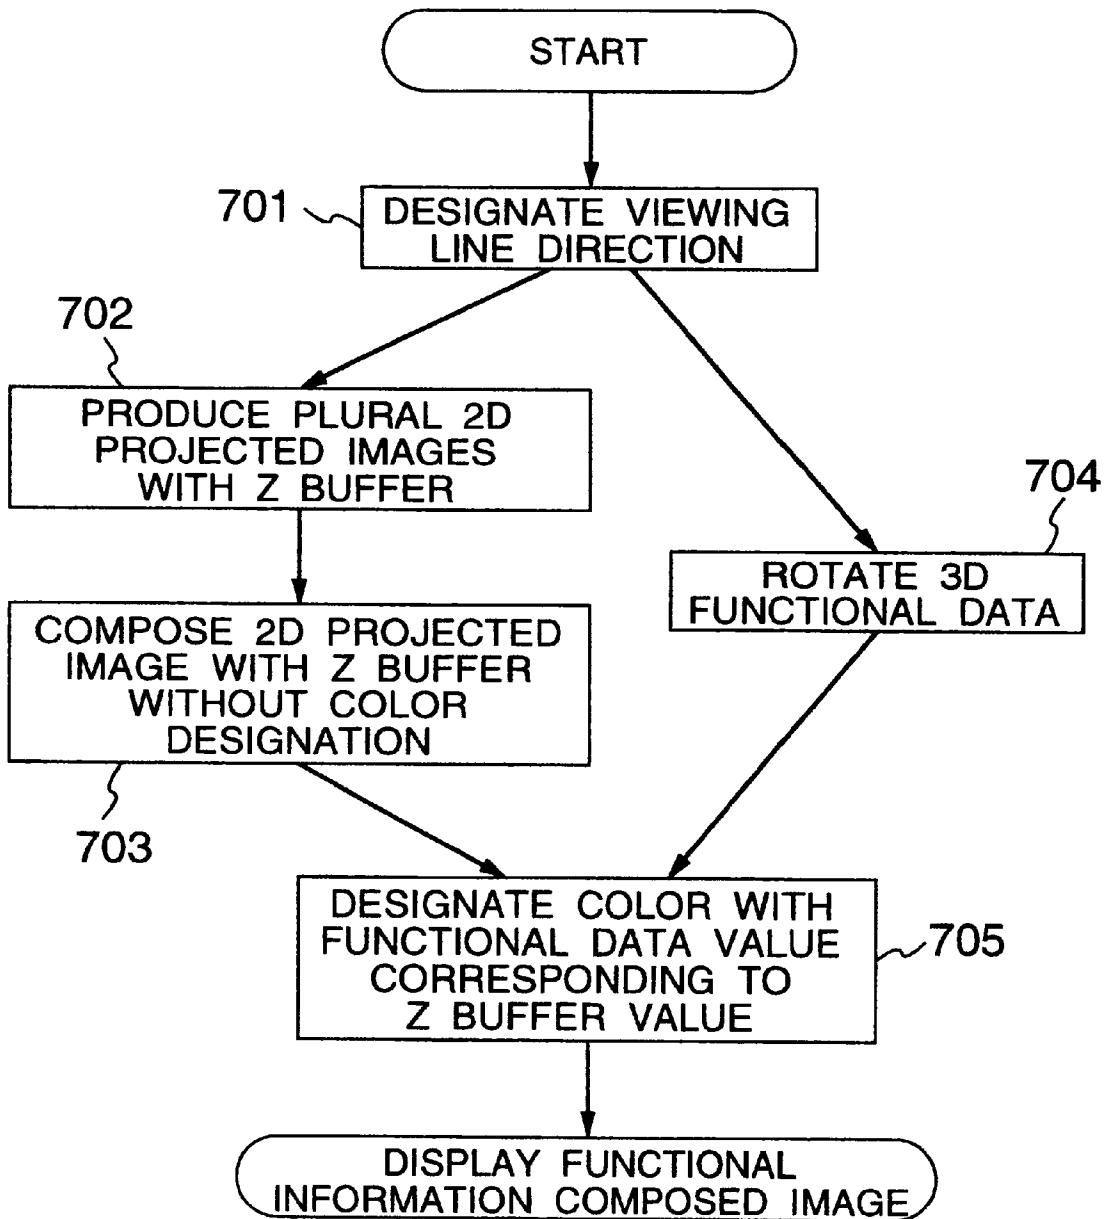 START
701
DESIGNATE VIEWING
LINE DIRECTION
702
PRODUCE PLURAL 2D
PROJECTED IMAGES
WITH Z BUFFER
704
ROTATE 3D
FUNCTIONAL DATA
COMPOSE 2D PROJECTED
IMAGE WITH Z BUFFER
WITHOUT COLOR
DESIGNATION
703
DESIGNATE COLOR WITH
FUNCTIONAL DATA VALUE
CORRESPONDING TO
Z BUFFER VALUE
705
DISPLAY FUNCTIONAL
INFORMATION COMPOSED IMAGE